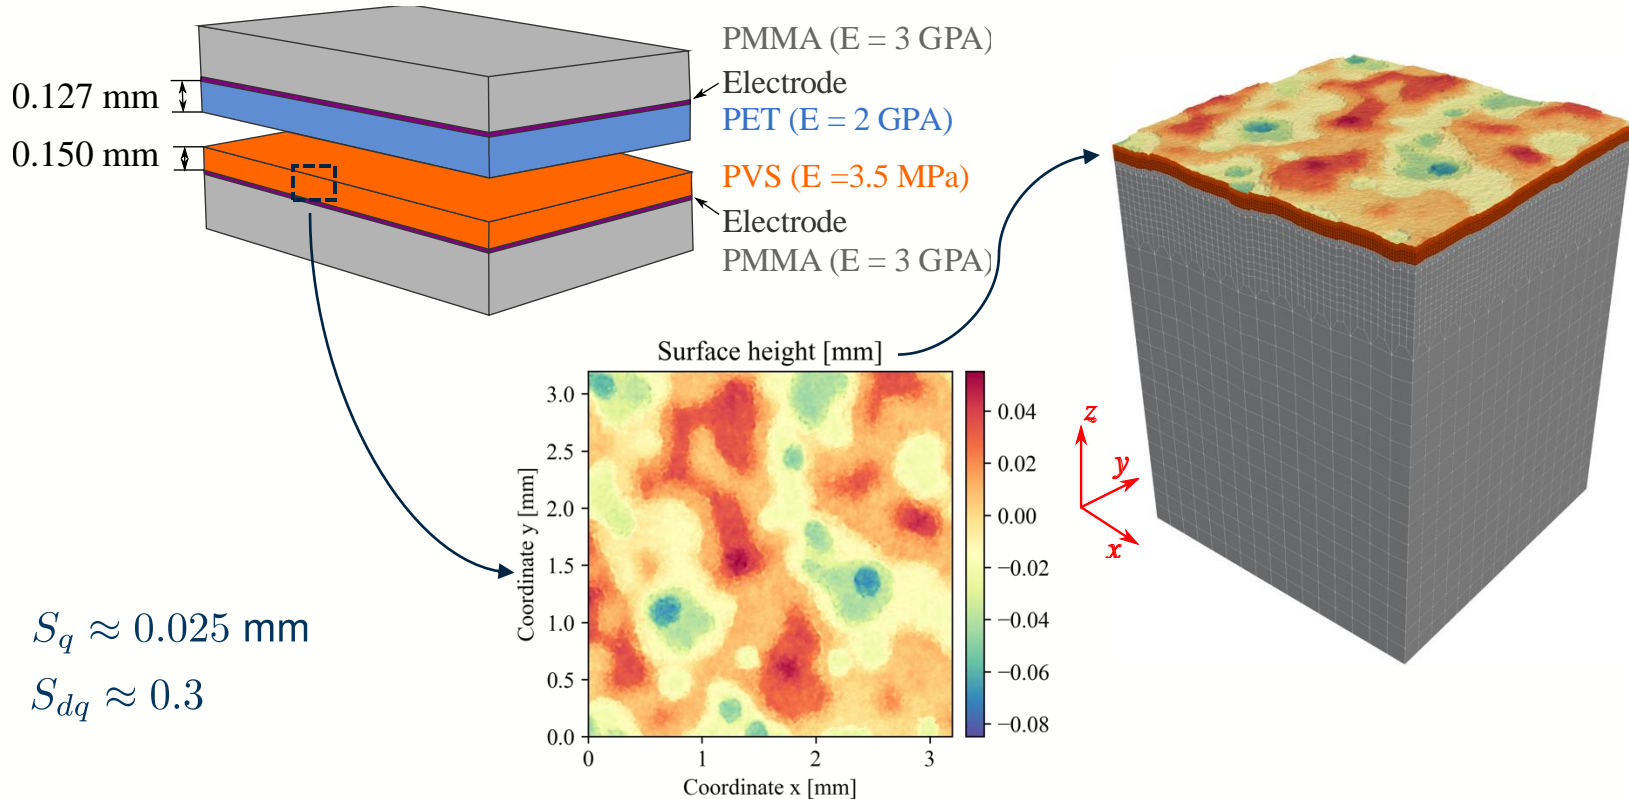 PMMA (E = 3 GPA)
Electrode
PET (E = 2 GPA)
PVS (E =3.5 MPa)
Electrode
PMMA (E = 3 GPA)
0.127 mm
0.150 mm
Surface height [mm]
Coordinate y [mm]
3.0
2.5
2.0
1.5
1.0
0.5
0.0
0
1
2
3
Coordinate x [mm]
0.04
0.02
0.00
−0.02
−0.04
−0.06
−0.08
z
y
x
S_q ≈ 0.025 mm
S_{dq} ≈ 0.3